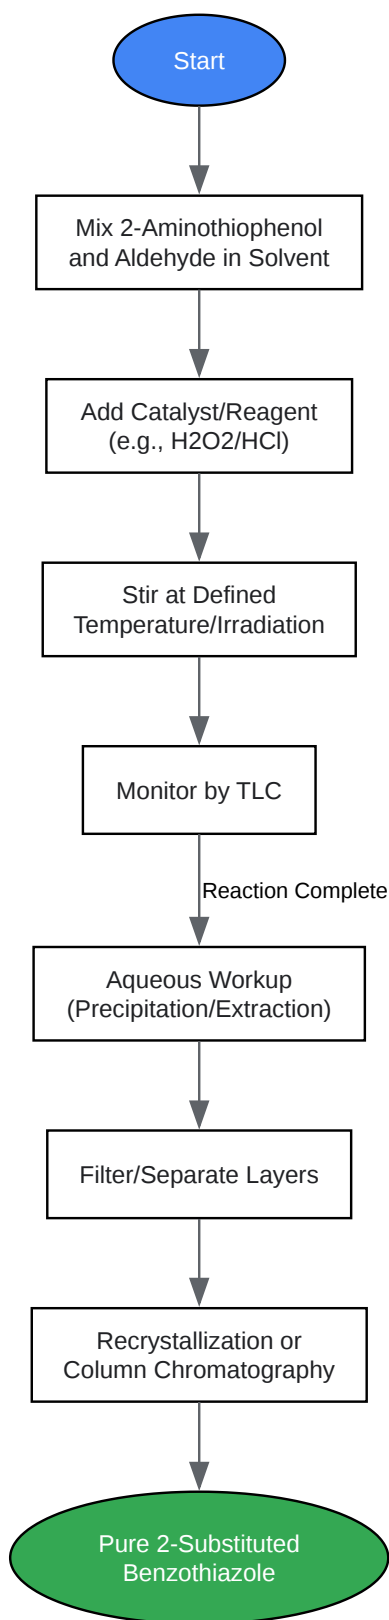 Start
Mix 2-Aminothiophenol
and Aldehyde in Solvent
Add Catalyst/Reagent
(e.g., H2O2/HCl)
Stir at Defined
Temperature/Irradiation
Monitor by TLC
Reaction Complete
Aqueous Workup
(Precipitation/Extraction)
Filter/Separate Layers
Recrystallization or
Column Chromatography
Pure 2-Substituted
Benzothiazole